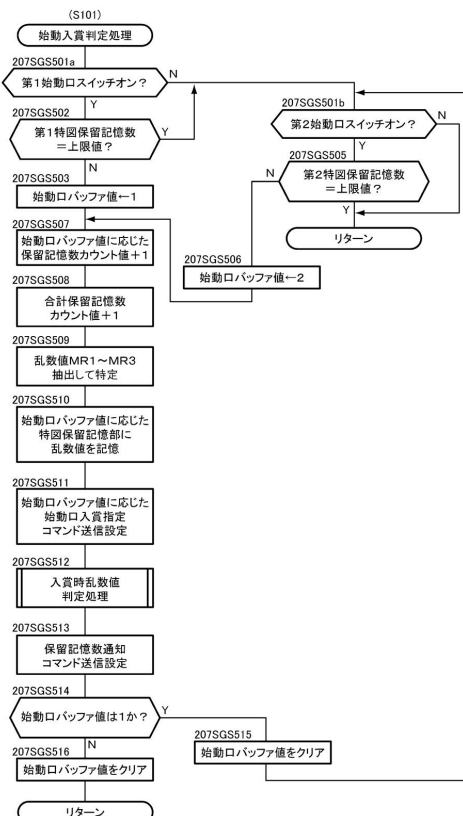 (S101)
始動入賞判定処理
207SGS501a
第1始動口スイッチオン？
N
Y
207SGS502
第1特図保留記憶数
＝上限値？
Y
N
207SGS503
始動口バッファ値←1
207SGS507
始動口バッファ値に応じた
保留記憶数カウント値＋1
207SGS508
合計保留記憶数
カウント値＋1
207SGS509
乱数値MR1～MR3
抽出して特定
207SGS510
始動口バッファ値に応じた
特図保留記憶部に
乱数値を記憶
207SGS511
始動口バッファ値に応じた
始動口入賞指定
コマンド送信設定
207SGS512
入賞時乱数値
判定処理
207SGS513
保留記憶数通知
コマンド送信設定
207SGS514
始動口バッファ値は1か？
Y
N
207SGS516
始動口バッファ値をクリア
リターン
207SGS501b
第2始動口スイッチオン？
N
Y
207SGS505
第2特図保留記憶数
＝上限値？
N
Y
リターン
207SGS506
始動口バッファ値←2
207SGS515
始動口バッファ値をクリア